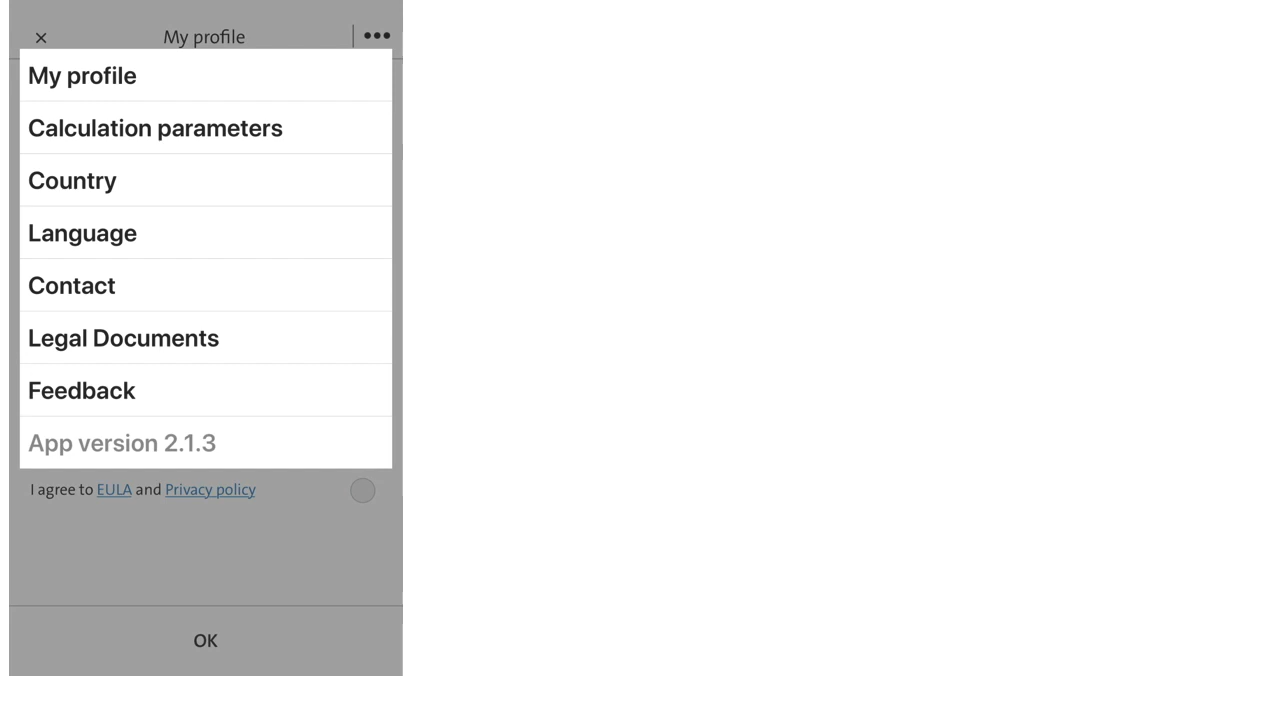 × My profile •••
My profile
Calculation parameters
Country
Language
Contact
Legal Documents
Feedback
App version 2.1.3
I agree to EULA and Privacy policy
OK